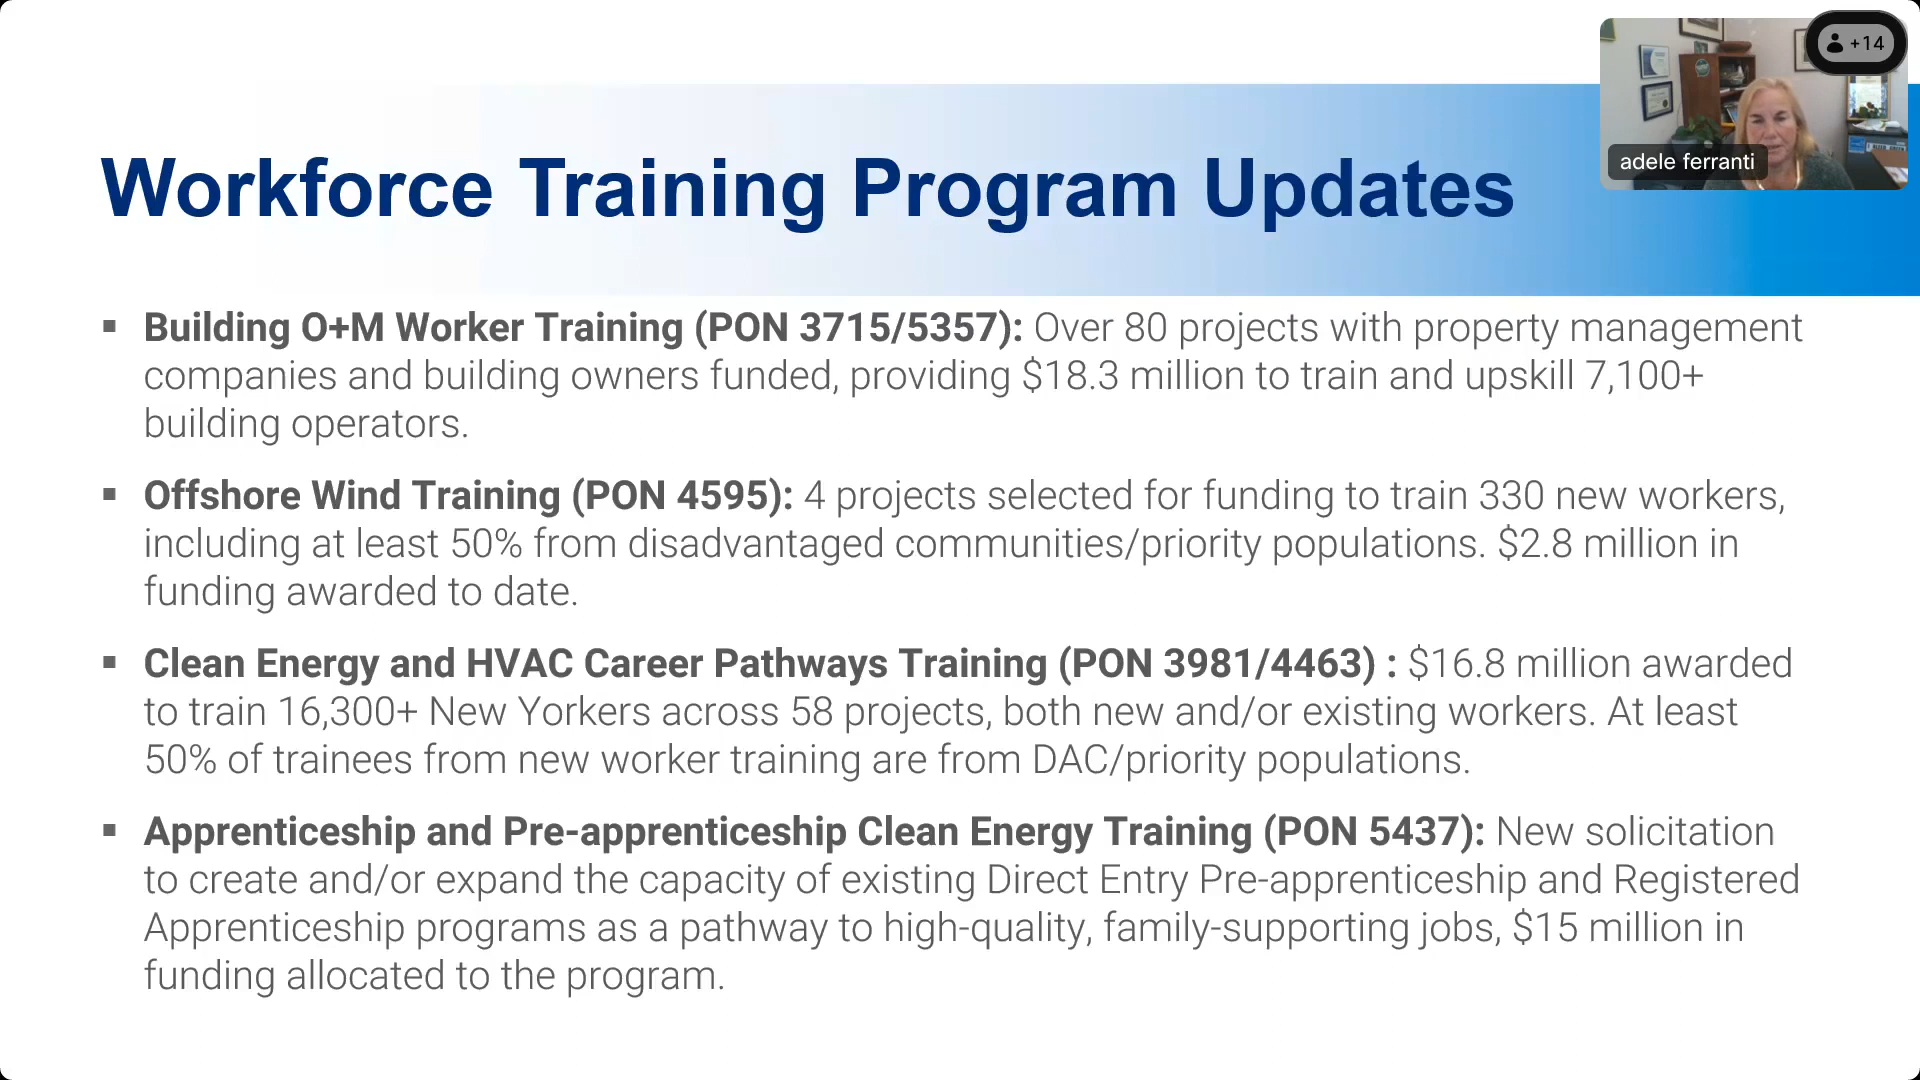 +14
adele ferranti
Workforce Training Program Updates
▪ Building O+M Worker Training (PON 3715/5357): Over 80 projects with property management
companies and building owners funded, providing $18.3 million to train and upskill 7,100+
building operators.
▪ Offshore Wind Training (PON 4595): 4 projects selected for funding to train 330 new workers,
including at least 50% from disadvantaged communities/priority populations. $2.8 million in
funding awarded to date.
▪ Clean Energy and HVAC Career Pathways Training (PON 3981/4463) : $16.8 million awarded
to train 16,300+ New Yorkers across 58 projects, both new and/or existing workers. At least
50% of trainees from new worker training are from DAC/priority populations.
▪ Apprenticeship and Pre-apprenticeship Clean Energy Training (PON 5437): New solicitation
to create and/or expand the capacity of existing Direct Entry Pre-apprenticeship and Registered
Apprenticeship programs as a pathway to high-quality, family-supporting jobs, $15 million in
funding allocated to the program.